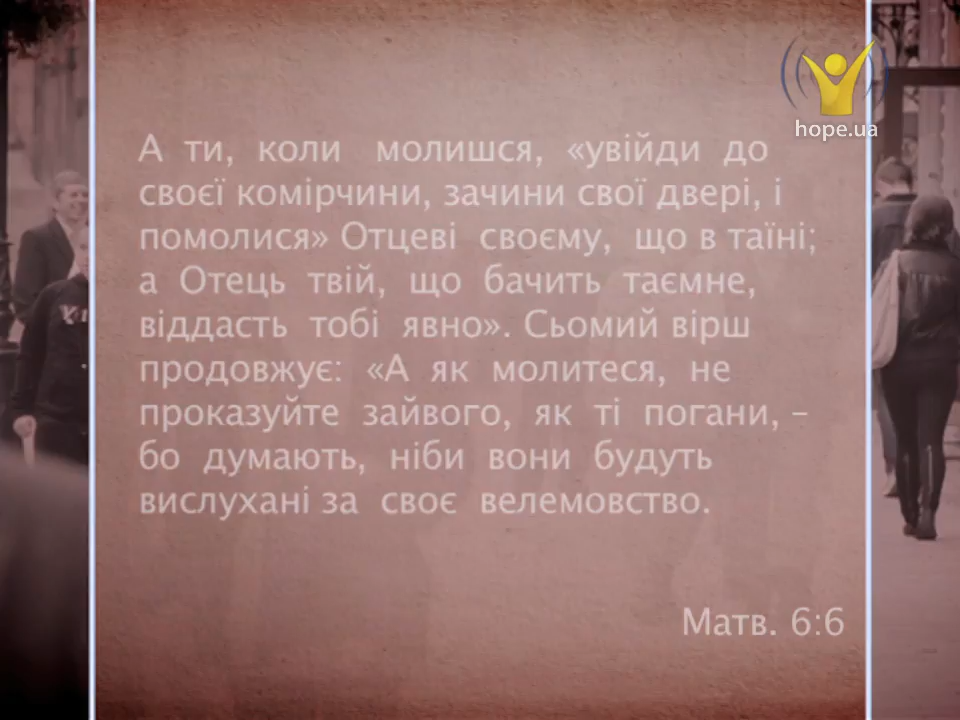 hope.ua
А ти, коли молишся, «увійди до
своєї комірчини, зачини свої двері, і
помолися» Отцеві своєму, що в таїні;
а Отець твій, що бачить таємне,
віддасть тобі явно». Сьомий вірш
продовжує: «А як молитеся, не
проказуйте зайвого, як ті погани, –
бо думають, ніби вони будуть
вислухані за своє велемовство.
Матв. 6:6